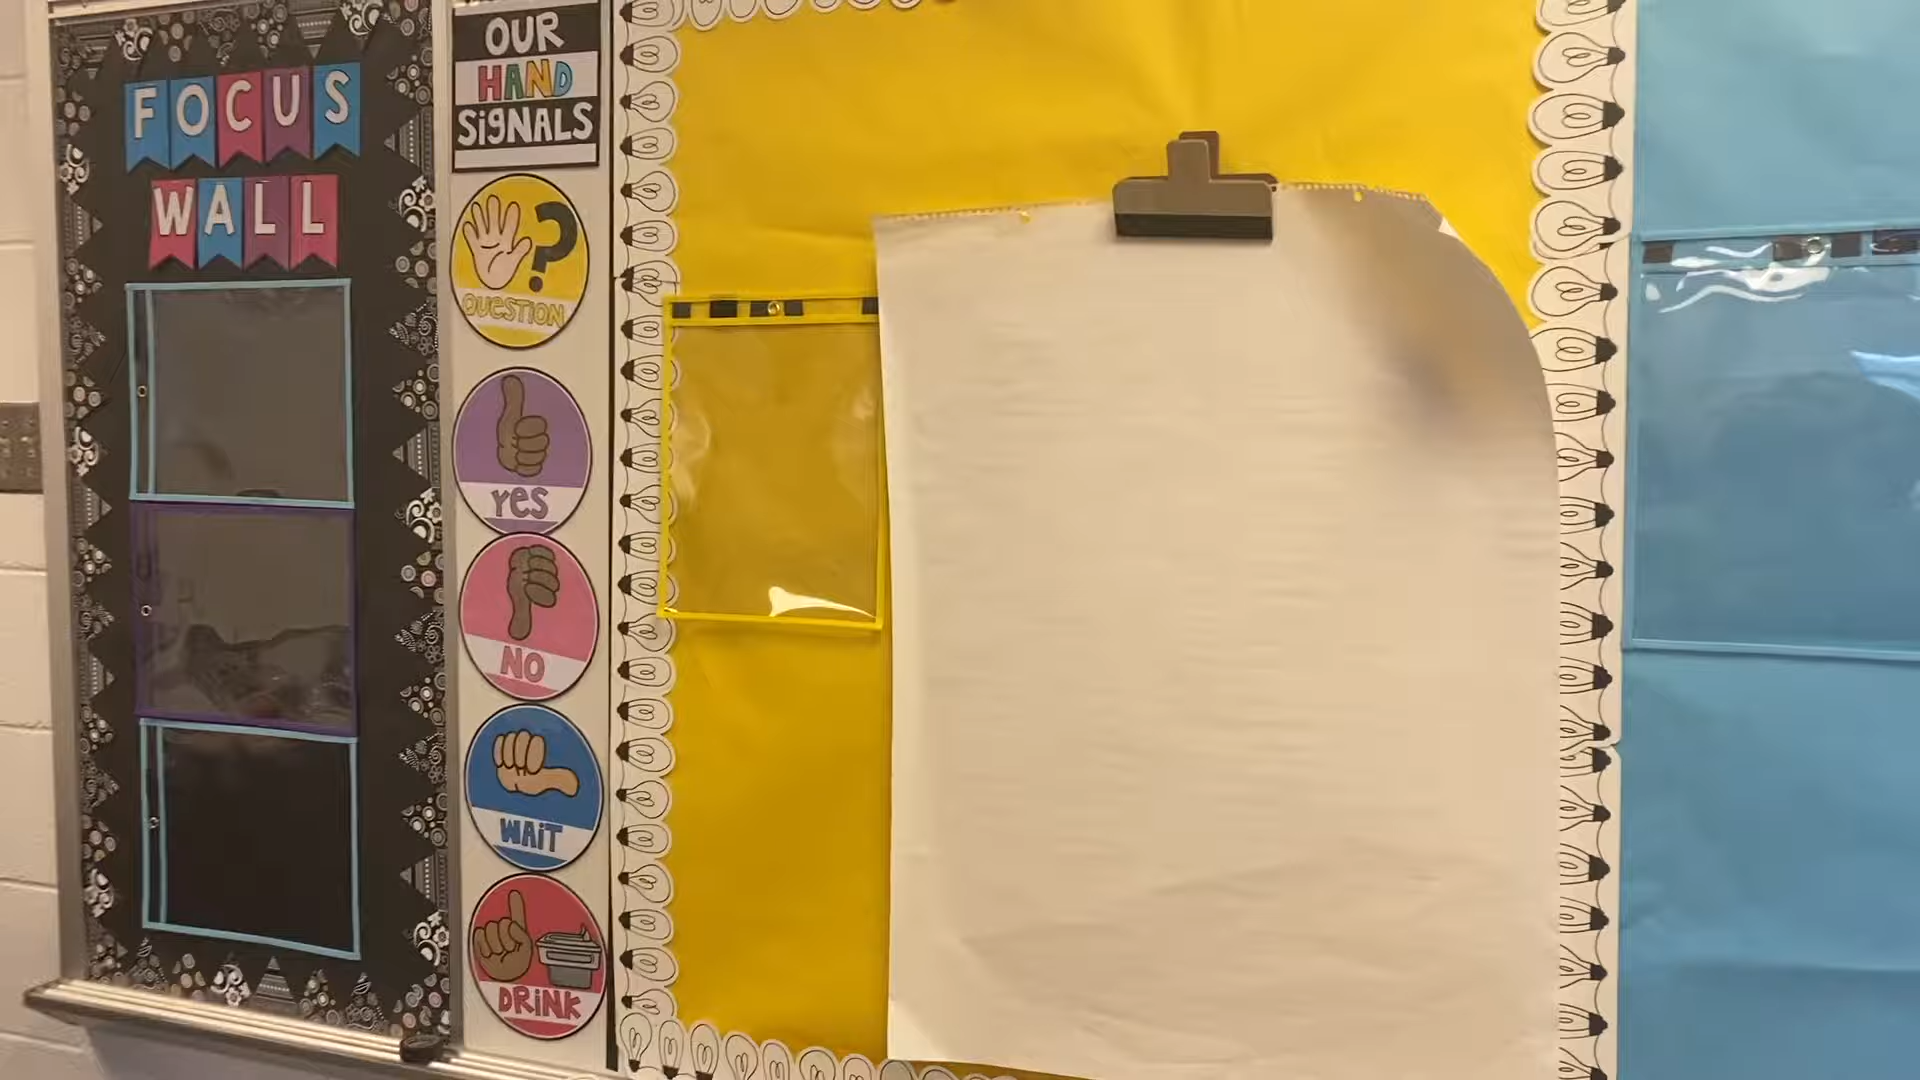 FOCUS
WALL
OUR
HAND
SiGNALS
?
QUESTiON
YeS
NO
WAiT
DRiNK